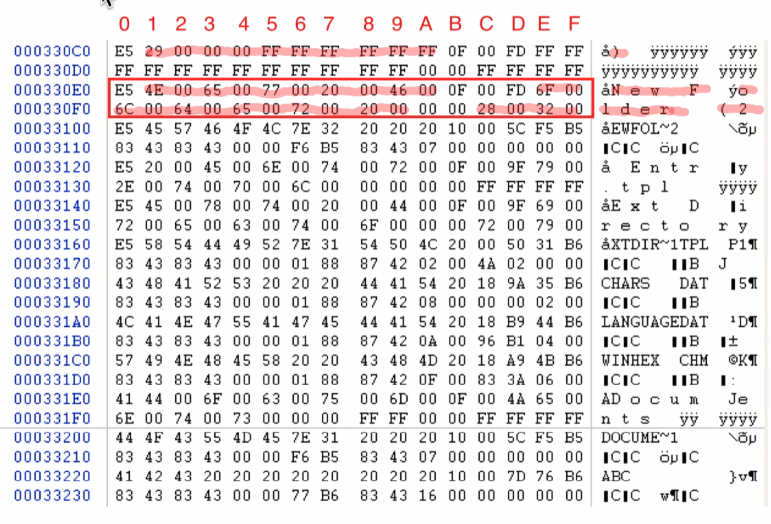 0 1 2 3 4 5 6 7 8 9 A B C D E F
000330C0 E5 29 00 00 00 FF FF FF FF FF FF 0F 00 FD FF FF å) ÿÿÿÿÿÿ ÿÿÿ
000330D0 FF FF FF FF FF FF FF FF FF FF 00 00 FF FF FF FF ÿÿÿÿÿÿÿÿÿÿ ÿÿÿÿ
000330E0 E5 4E 00 65 00 77 00 20 00 46 00 0F 00 FD 6F 00 åN e w F ýo
000330F0 6C 00 64 00 65 00 72 00 20 00 00 00 28 00 32 00 l d e r ( 2
00033100 E5 45 57 46 4F 4C 7E 32 20 20 20 10 00 5C F5 B5 åEWFOL~2 \õµ
00033110 83 43 83 43 00 00 F6 B5 83 43 07 00 00 00 00 00 ▮C▮C öµ▮C
00033120 E5 20 00 45 00 6E 00 74 00 72 00 0F 00 9F 79 00 å E n t r ▮y
00033130 2E 00 74 00 70 00 6C 00 00 00 00 00 FF FF FF FF . t p l ÿÿÿÿ
00033140 E5 45 00 78 00 74 00 20 00 44 00 0F 00 9F 69 00 åE x t D ▮i
00033150 72 00 65 00 63 00 74 00 6F 00 00 00 72 00 79 00 r e c t o r y
00033160 E5 58 54 44 49 52 7E 31 54 50 4C 20 00 50 31 B6 åXTDIR~1TPL P1¶
00033170 83 43 83 43 00 00 01 88 87 42 02 00 4A 02 00 00 ▮C▮C ▮▮B J
00033180 43 48 41 52 53 20 20 20 44 41 54 20 18 9A 35 B6 CHARS DAT ▮5¶
00033190 83 43 83 43 00 00 01 88 87 42 08 00 00 02 00 00 ▮C▮C ▮▮B
000331A0 4C 41 4E 47 55 41 47 45 44 41 54 20 18 B9 44 B6 LANGUAGEDAT ¹D¶
000331B0 83 43 83 43 00 00 01 88 87 42 0A 00 96 B1 04 00 ▮C▮C ▮▮B ▮±
000331C0 57 49 4E 48 45 58 20 20 43 48 4D 20 18 A9 4B B6 WINHEX CHM ©K¶
000331D0 83 43 83 43 00 00 01 88 87 42 0F 00 83 3A 06 00 ▮C▮C ▮▮B ▮:
000331E0 41 44 00 6F 00 63 00 75 00 6D 00 0F 00 4A 65 00 AD o c u m Je
000331F0 6E 00 74 00 73 00 00 00 FF FF 00 00 FF FF FF FF n t s ÿÿ ÿÿÿÿ
00033200 44 4F 43 55 4D 45 7E 31 20 20 20 10 00 5C F5 B5 DOCUME~1 \õµ
00033210 83 43 83 43 00 00 F6 B5 83 43 07 00 00 00 00 00 ▮C▮C öµ▮C
00033220 41 42 43 20 20 20 20 20 20 20 20 10 00 7D 76 B6 ABC }v¶
00033230 83 43 83 43 00 00 77 B6 83 43 16 00 00 00 00 00 ▮C▮C w¶▮C